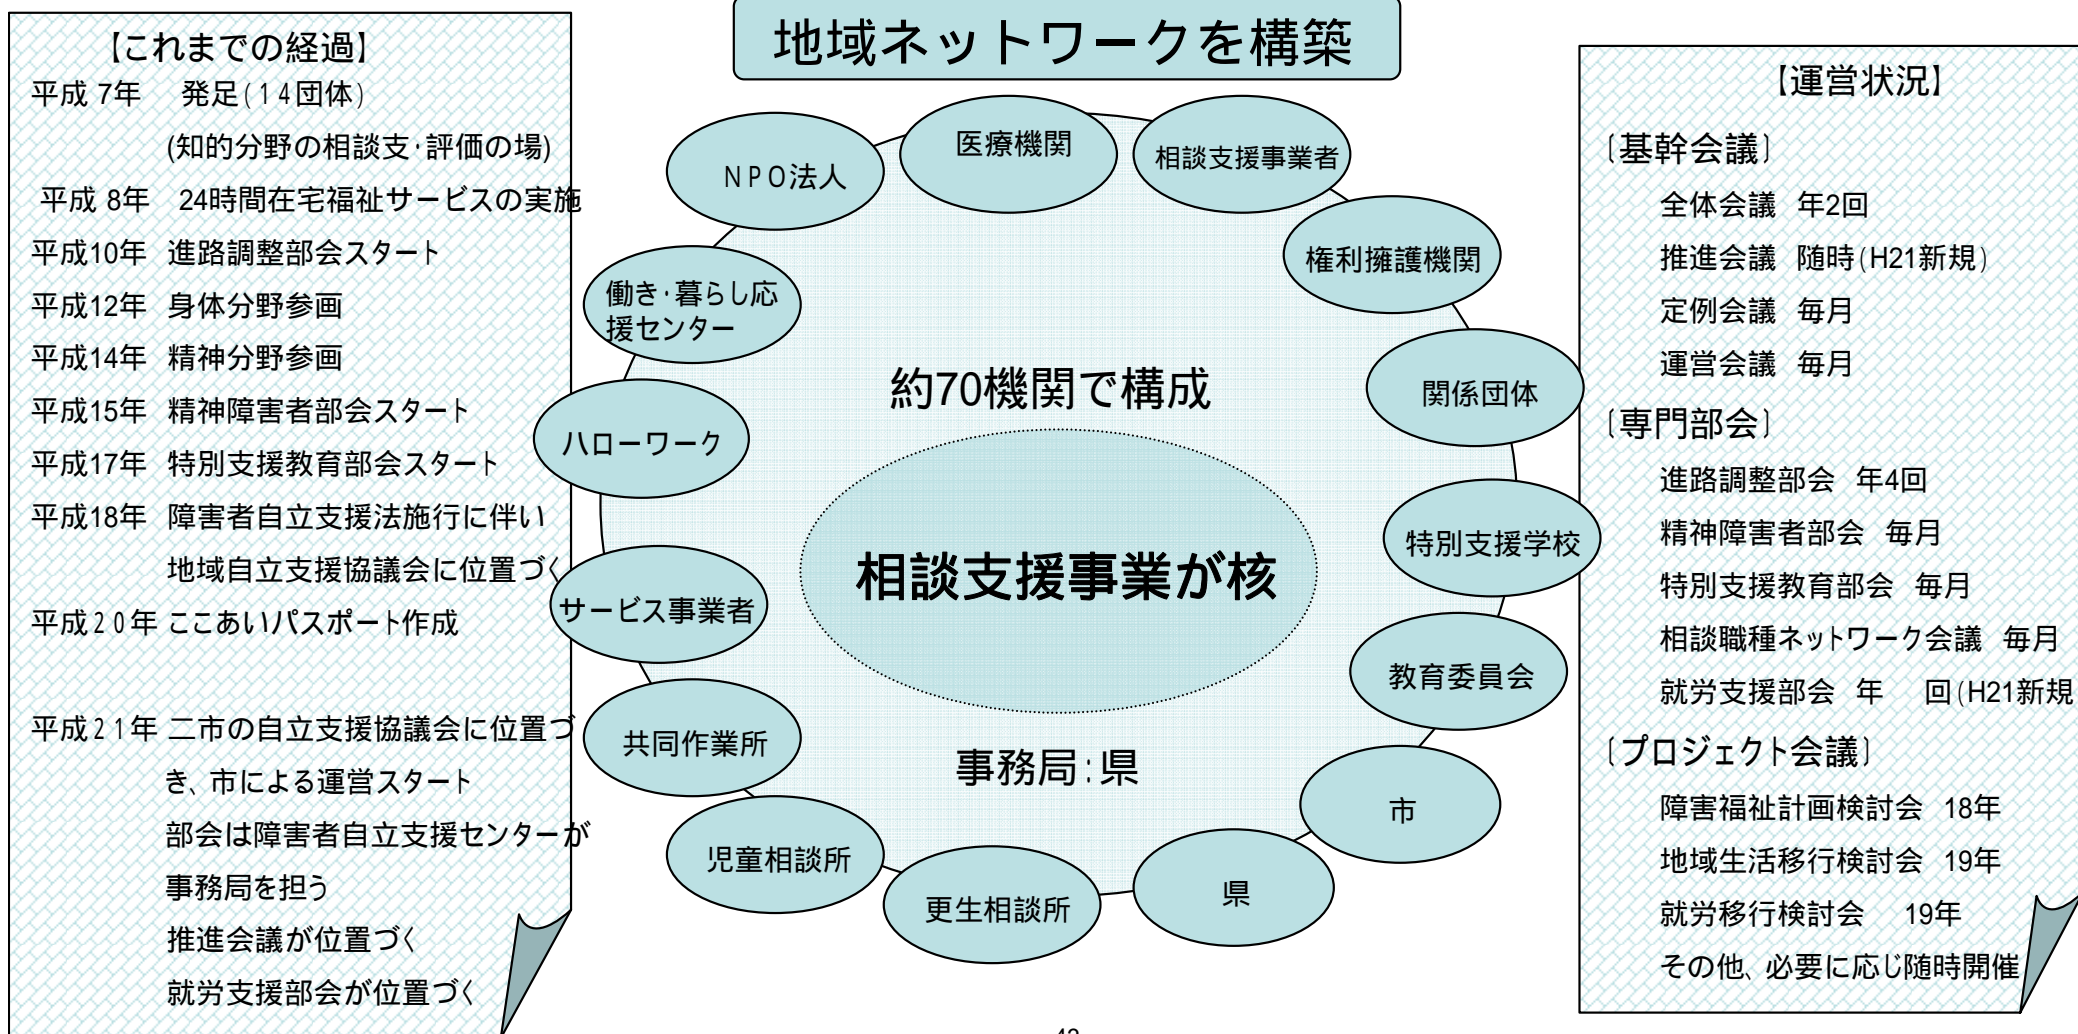 地域ネットワークを構築
【これまでの経過】
平成 7年 発足(14団体)
(知的分野の相談支・評価の場)
平成 8年 24時間在宅福祉サービスの実施
平成10年 進路調整部会スタート
平成12年 身体分野参画
平成14年 精神分野参画
平成15年 精神障害者部会スタート
平成17年 特別支援教育部会スタート
平成18年 障害者自立支援法施行に伴い
地域自立支援協議会に位置づく
平成20年 ここあいパスポート作成
平成21年 二市の自立支援協議会に位置づ
き、市による運営スタート
部会は障害者自立支援センターが
事務局を担う
推進会議が位置づく
就労支援部会が位置づく
医療機関
相談支援事業者
権利擁護機関
関係団体
特別支援学校
教育委員会
市
県
更生相談所
児童相談所
共同作業所
サービス事業者
ハローワーク
働き・暮らし応
援センター
NPO法人
約70機関で構成
相談支援事業が核
事務局:県
【運営状況】
〔基幹会議〕
全体会議 年2回
推進会議 随時(H21新規)
定例会議 毎月
運営会議 毎月
〔専門部会〕
進路調整部会 年4回
精神障害者部会 毎月
特別支援教育部会 毎月
相談職種ネットワーク会議 毎月
就労支援部会 年 回(H21新規
〔プロジェクト会議〕
障害福祉計画検討会 18年
地域生活移行検討会 19年
就労移行検討会 19年
その他、必要に応じ随時開催